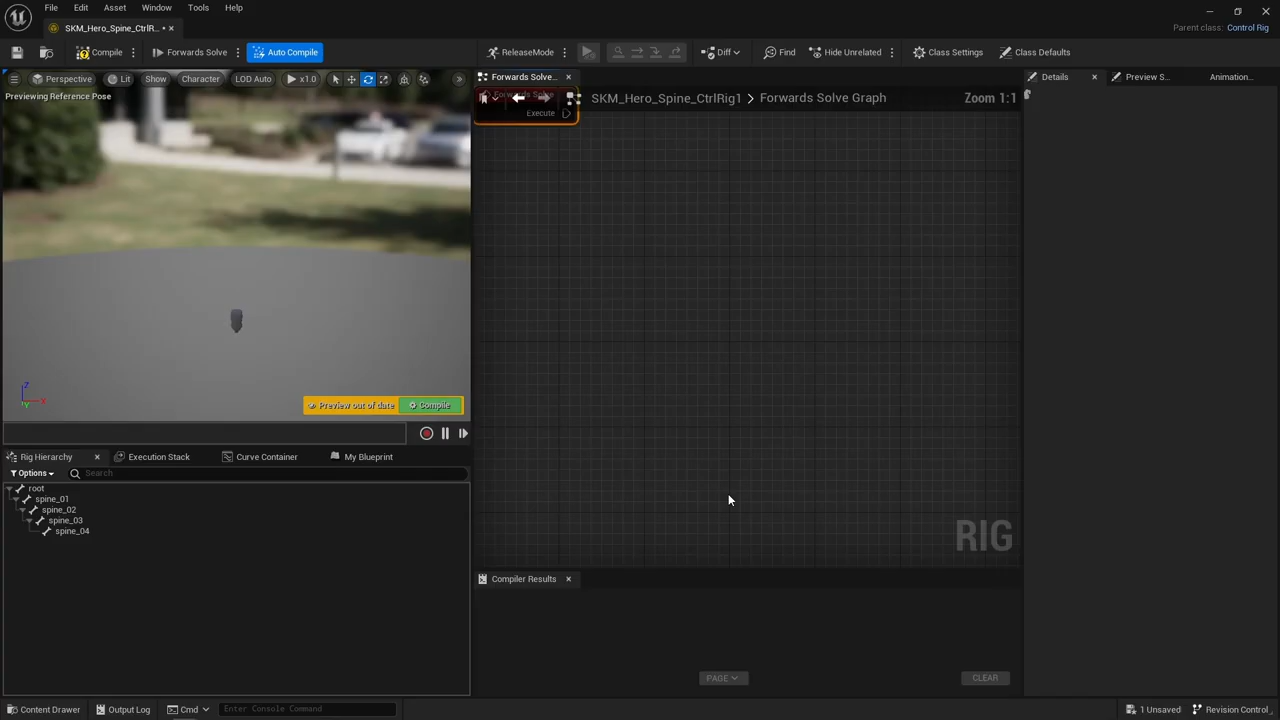 File Edit Asset Window Tools Help
SKM_Hero_Spine_CtrlR... •
Parent class: Control Rig
Compile Forwards Solve Auto Compile ReleaseMode Diff Find Hide Unrelated Class Settings Class Defaults
Perspective Lit Show Character LOD Auto x1.0
Previewing Reference Pose
Forwards Solve..
Forwards Solve
Execute
SKM_Hero_Spine_CtrlRig1 > Forwards Solve Graph Zoom 1:1
Details Preview S... Animation...
Z
X
Y
Preview out of date Compile
Rig Hierarchy Execution Stack Curve Container My Blueprint
Options Search
root
spine_01
spine_02
spine_03
spine_04
RIG
Compiler Results
PAGE CLEAR
Content Drawer Output Log Cmd Enter Console Command 1 Unsaved Revision Control